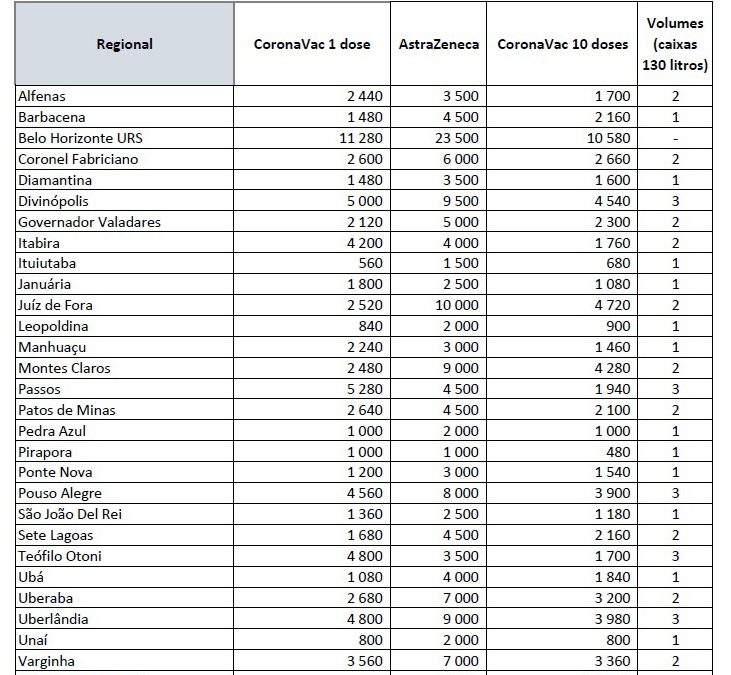 Regional CoronaVac 1 dose AstraZeneca CoronaVac 10 doses Volumes (caixas 130 litros)
Alfenas 2 440 3 500 1 700 2
Barbacena 1 480 4 500 2 160 1
Belo Horizonte URS 11 280 23 500 10 580 -
Coronel Fabriciano 2 600 6 000 2 660 2
Diamantina 1 480 3 500 1 600 1
Divinópolis 5 000 9 500 4 540 3
Governador Valadares 2 120 5 000 2 300 2
Itabira 4 200 4 000 1 760 2
Ituiutaba 560 1 500 680 1
Januária 1 800 2 500 1 080 1
Juíz de Fora 2 520 10 000 4 720 2
Leopoldina 840 2 000 900 1
Manhuaçu 2 240 3 000 1 460 1
Montes Claros 2 480 9 000 4 280 2
Passos 5 280 4 500 1 940 3
Patos de Minas 2 640 4 500 2 100 2
Pedra Azul 1 000 2 000 1 000 1
Pirapora 1 000 1 000 480 1
Ponte Nova 1 200 3 000 1 540 1
Pouso Alegre 4 560 8 000 3 900 3
São João Del Rei 1 360 2 500 1 180 1
Sete Lagoas 1 680 4 500 2 160 2
Teófilo Otoni 4 800 3 500 1 700 3
Ubá 1 080 4 000 1 840 1
Uberaba 2 680 7 000 3 200 2
Uberlândia 4 800 9 000 3 980 3
Unaí 800 2 000 800 1
Varginha 3 560 7 000 3 360 2